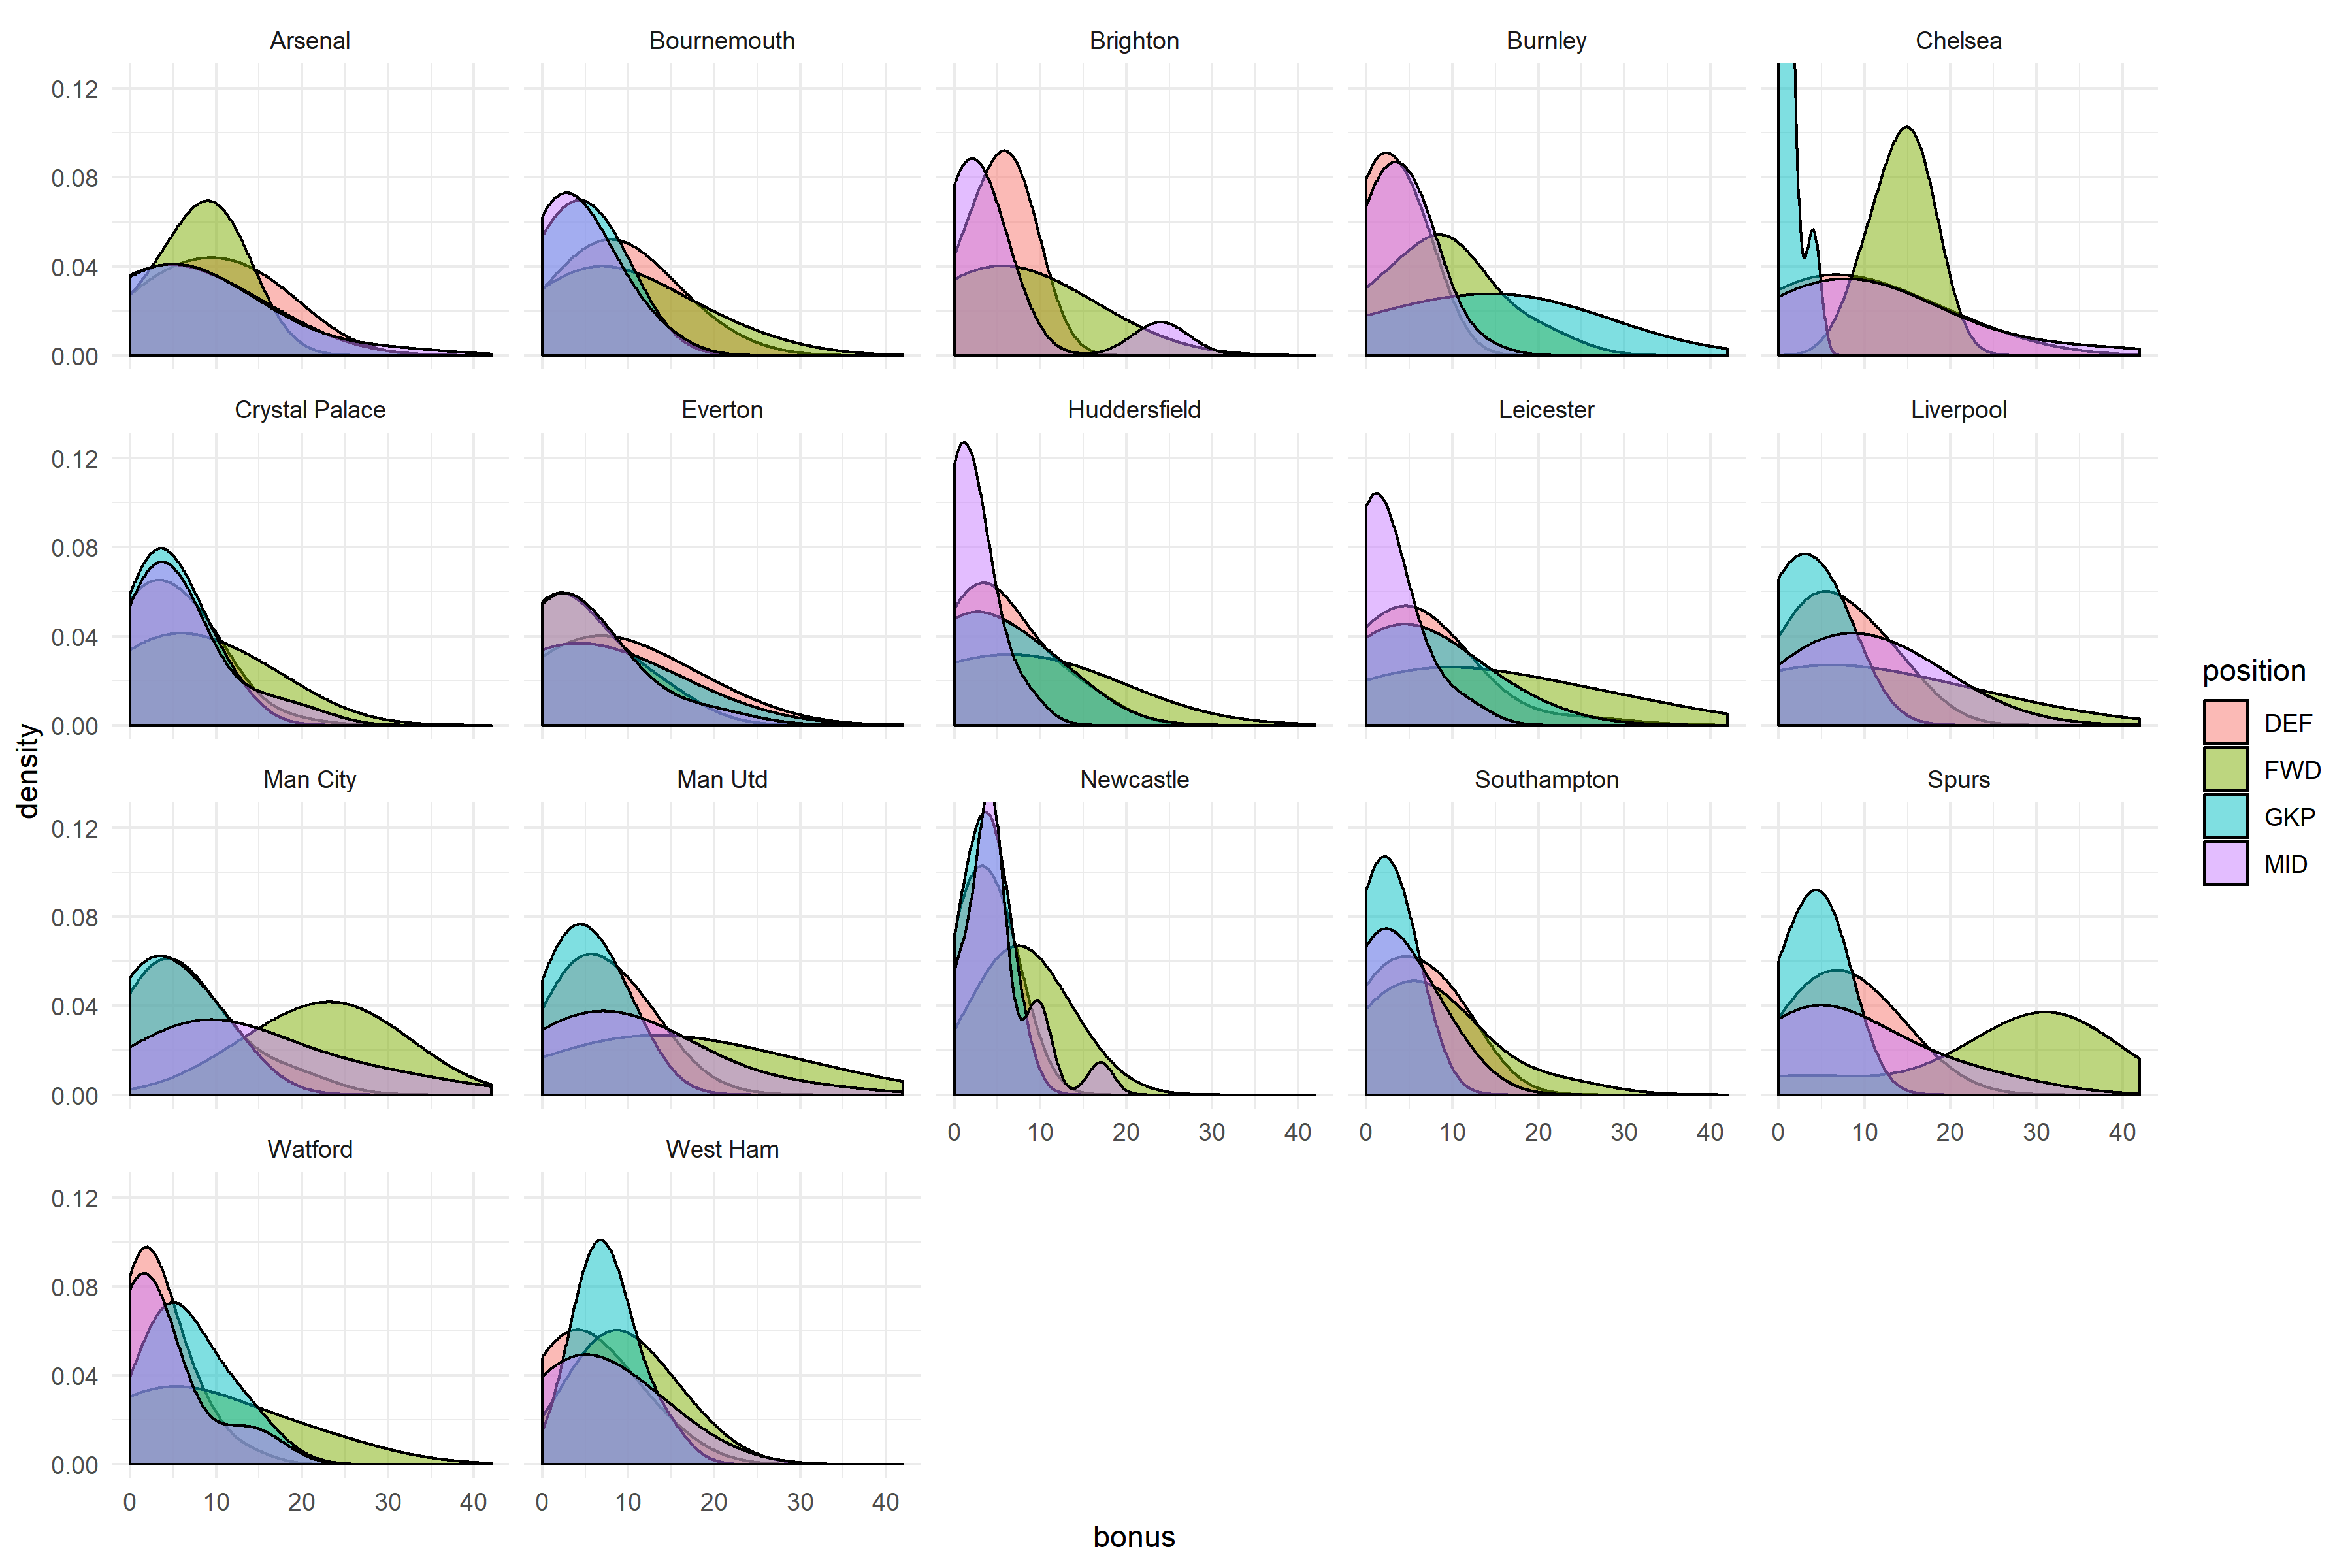 Arsenal Bournemouth Brighton Burnley Chelsea
0.12
0.08
0.04
0.00
Crystal Palace Everton Huddersfield Leicester Liverpool
0.12
0.08
0.04
0.00
position
DEF
FWD
GKP
MID
density
Man City Man Utd Newcastle Southampton Spurs
0.12
0.08
0.04
0.00
0 10 20 30 40 0 10 20 30 40 0 10 20 30 40
Watford West Ham
0.12
0.08
0.04
0.00
0 10 20 30 40 0 10 20 30 40
bonus